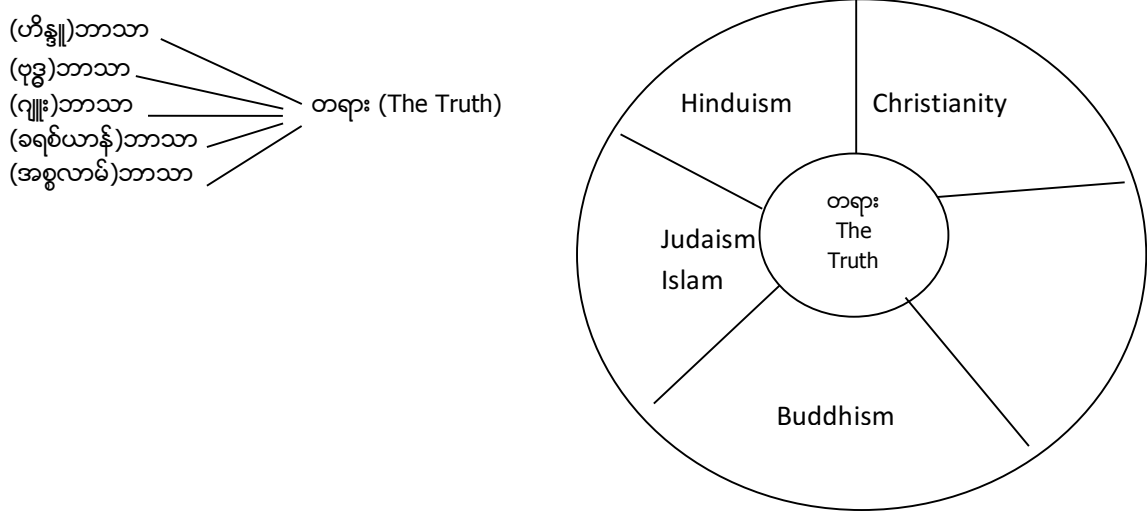 (ဟိန္ဒူ)ဘာသာ
(ဗုဒ္ဓ)ဘာသာ
(ဂျူး)ဘာသာ
(ခရစ်ယာန်)ဘာသာ
(အစ္စလာမ်)ဘာသာ
တရား (The Truth)
Hinduism
Christianity
တရား
The
Truth
Judaism
Islam
Buddhism